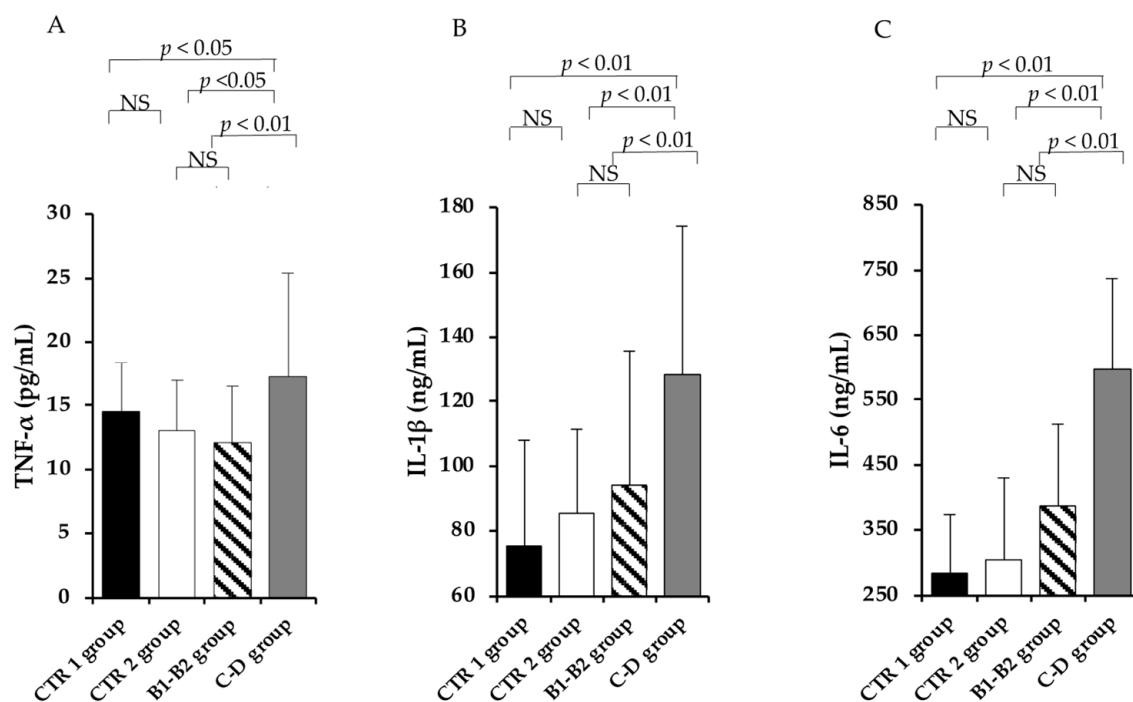 A
p < 0.05
p <0.05
NS
p < 0.01
NS
30
25
20
15
10
5
0
TNF-α (pg/mL)
CTR 1 group
CTR 2 group
B1-B2 group
C-D group
B
p < 0.01
p < 0.01
NS
p < 0.01
NS
180
160
140
120
100
80
60
IL-1β (ng/mL)
CTR 1 group
CTR 2 group
B1-B2 group
C-D group
C
p < 0.01
p < 0.01
NS
p < 0.01
NS
850
750
650
550
450
350
250
IL-6 (ng/mL)
CTR 1 group
CTR 2 group
B1-B2 group
C-D group